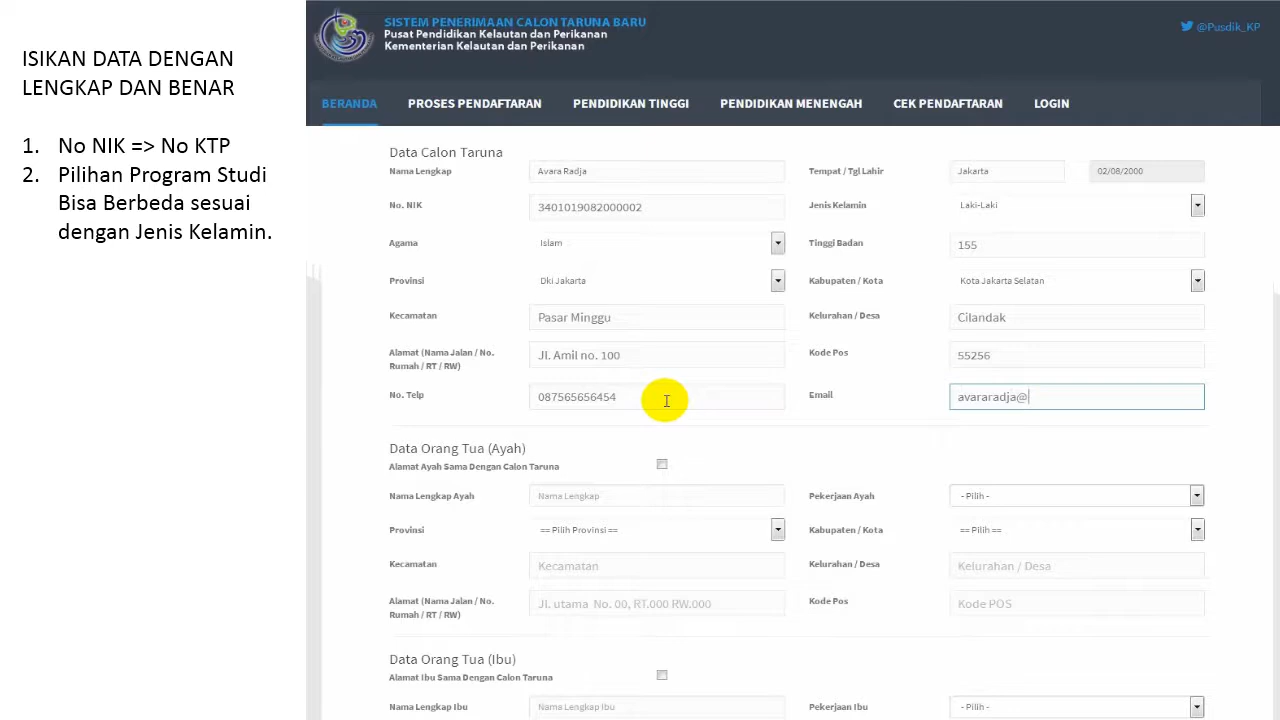 ISIKAN DATA DENGAN
LENGKAP DAN BENAR
1. No NIK => No KTP
2. Pilihan Program Studi
Bisa Berbeda sesuai
dengan Jenis Kelamin.
SISTEM PENERIMAAN CALON TARUNA BARU
Pusat Pendidikan Kelautan dan Perikanan
Kementerian Kelautan dan Perikanan
@Pusdik_KP
BERANDA PROSES PENDAFTARAN PENDIDIKAN TINGGI PENDIDIKAN MENENGAH CEK PENDAFTARAN LOGIN
Data Calon Taruna
Nama Lengkap Avara Radja Tempat / Tgl Lahir Jakarta 02/08/2000
No. NIK 3401019082000002 Jenis Kelamin Laki-Laki
Agama Islam Tinggi Badan 155
Provinsi Dki Jakarta Kabupaten / Kota Kota Jakarta Selatan
Kecamatan Pasar Minggu Kelurahan / Desa Cilandak
Alamat (Nama Jalan / No.
Rumah / RT / RW) Jl. Amil no. 100 Kode Pos 55256
No. Telp 087565656454 Email avararadja@
Data Orang Tua (Ayah)
Alamat Ayah Sama Dengan Calon Taruna
Nama Lengkap Ayah Nama Lengkap Pekerjaan Ayah - Pilih -
Provinsi == Pilih Provinsi == Kabupaten / Kota == Pilih ==
Kecamatan Kecamatan Kelurahan / Desa Kelurahan / Desa
Alamat (Nama Jalan / No.
Rumah / RT / RW) JL. utama No. 00, RT.000 RW.000 Kode Pos Kode POS
Data Orang Tua (Ibu)
Alamat Ibu Sama Dengan Calon Taruna
Nama Lengkap Ibu Nama Lengkap Ibu Pekerjaan Ibu - Pilih -